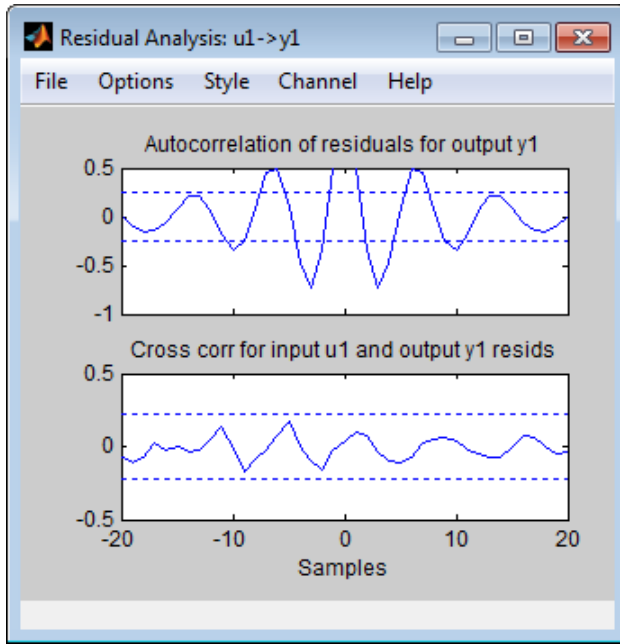 Residual Analysis: u1->y1
File Options Style Channel Help
Autocorrelation of residuals for output y1
0.5
0
-0.5
-1
Cross corr for input u1 and output y1 resids
0.5
0
-0.5
-20 -10 0 10 20
Samples